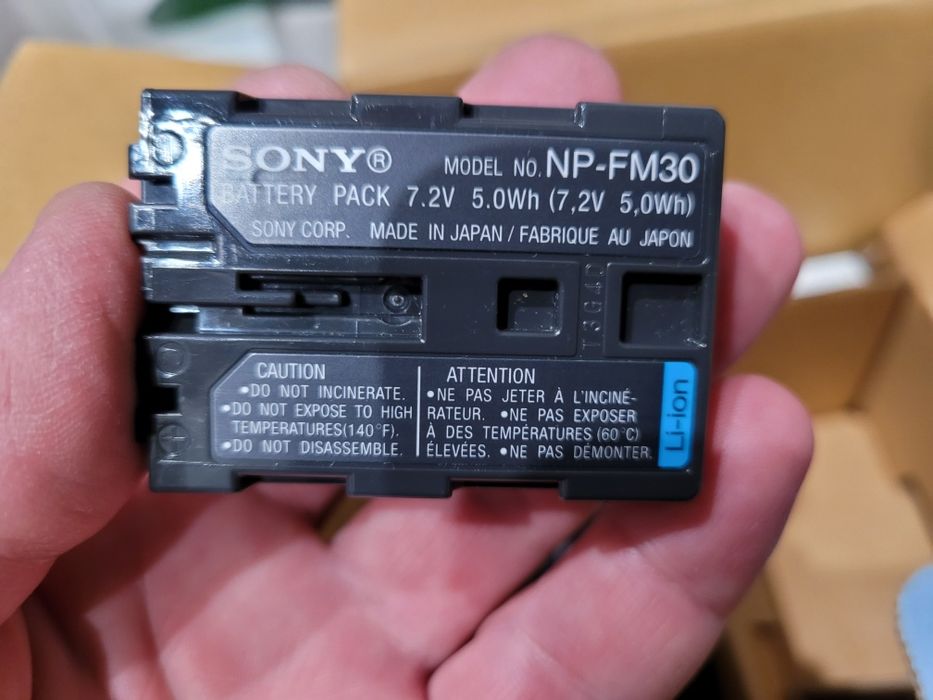 SONY®
MODEL NO. NP-FM30
BATTERY PACK 7.2V 5.0Wh (7,2V 5,0Wh)
SONY CORP. MADE IN JAPAN / FABRIQUE AU JAPON
CAUTION
•DO NOT INCINERATE.
•DO NOT EXPOSE TO HIGH
TEMPERATURES(140°F).
•DO NOT DISASSEMBLE.
ATTENTION
•NE PAS JETER À L'INCINÉ-
RATEUR. •NE PAS EXPOSER
À DES TEMPÉRATURES (60°C)
ÉLEVÉES. •NE PAS DÉMONTER.
Li-ion